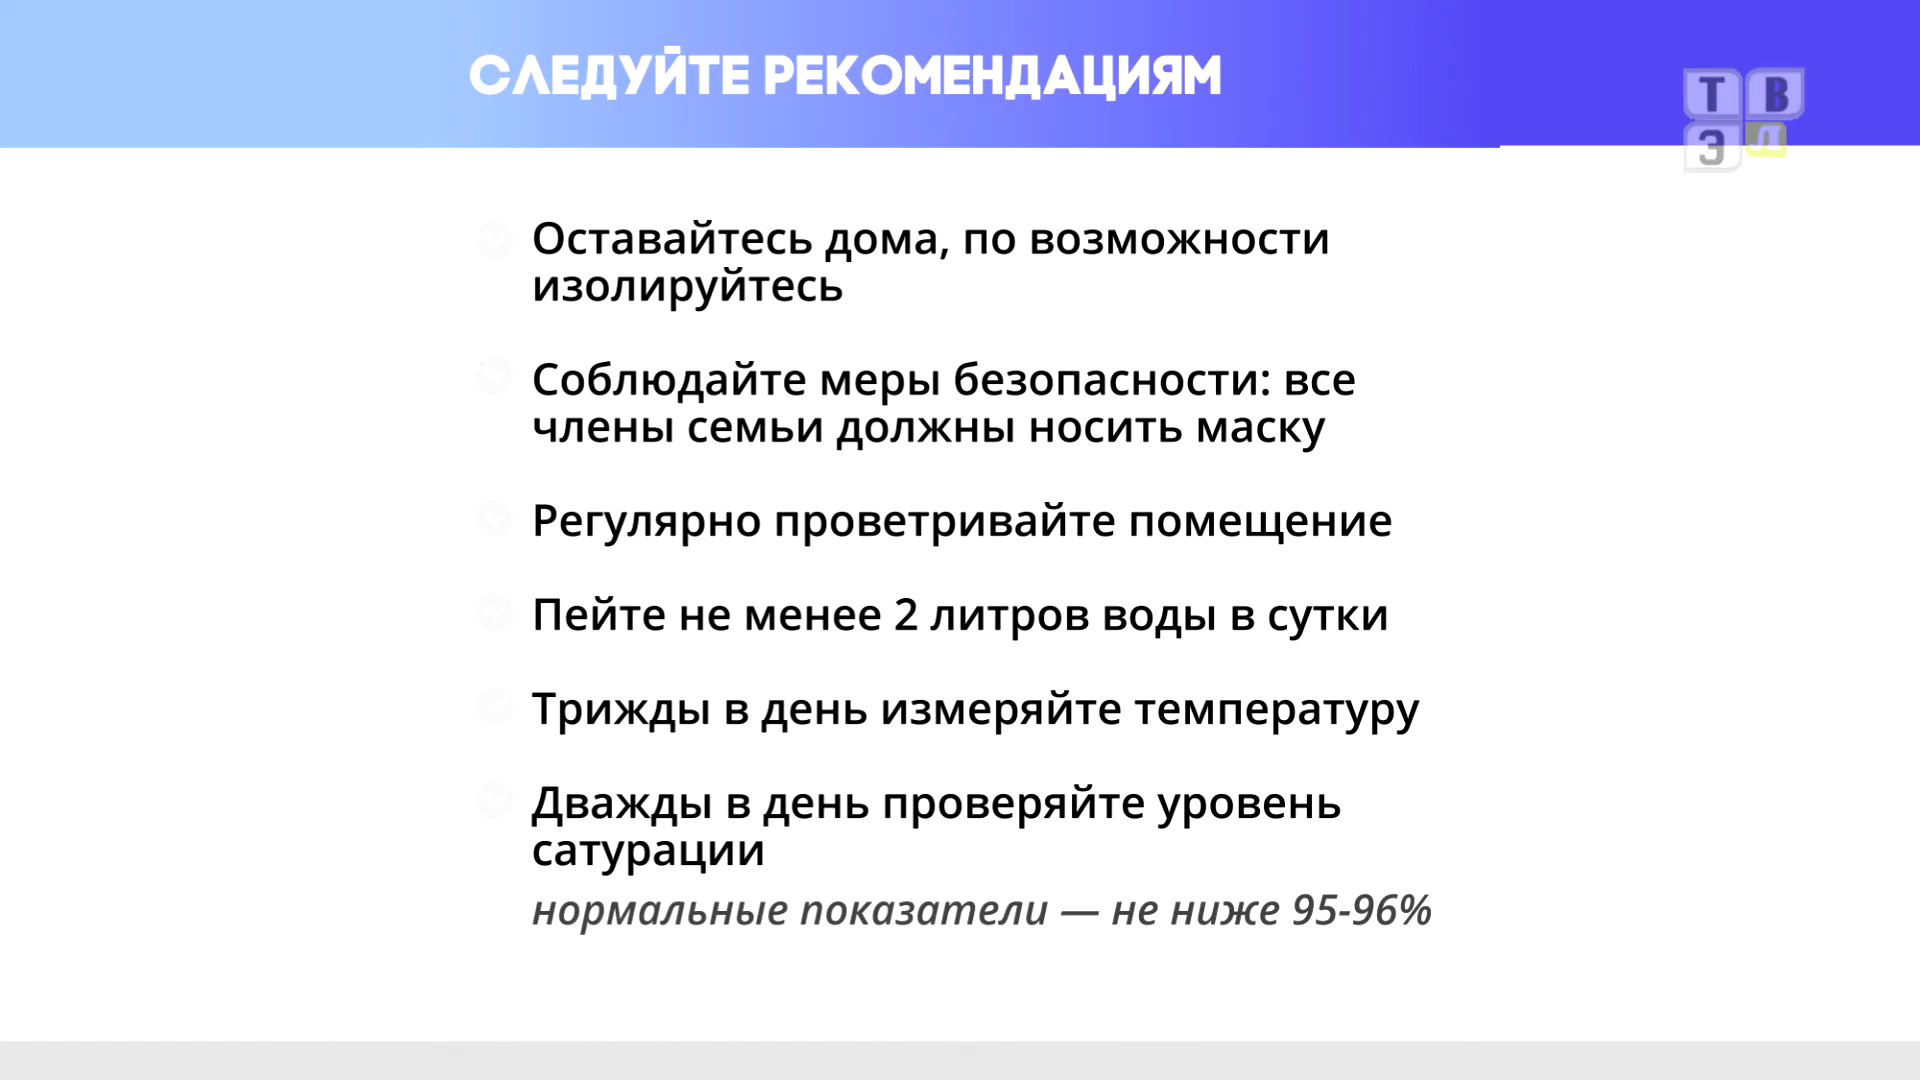 СЛЕДУЙТЕ РЕКОМЕНДАЦИЯМ
Т В
Э Л
Оставайтесь дома, по возможности
изолируйтесь
Соблюдайте меры безопасности: все
члены семьи должны носить маску
Регулярно проветривайте помещение
Пейте не менее 2 литров воды в сутки
Трижды в день измеряйте температуру
Дважды в день проверяйте уровень
сатурации
нормальные показатели — не ниже 95-96%